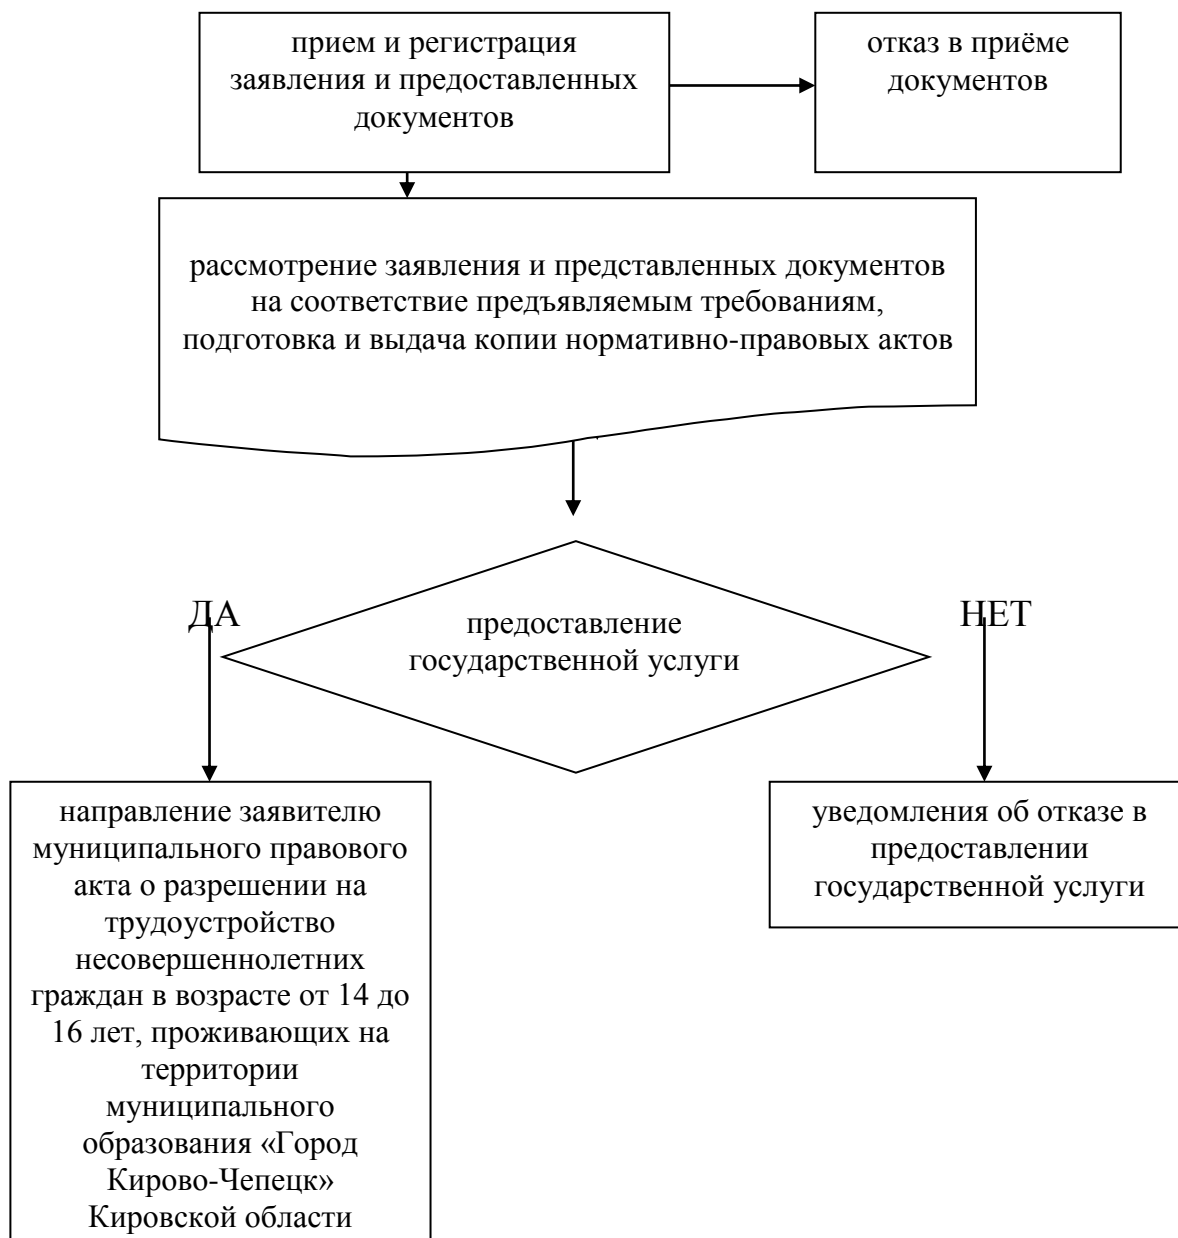 прием и регистрация
заявления и предоставленных
документов
отказ в приёме
документов
рассмотрение заявления и представленных документов
на соответствие предъявляемым требованиям,
подготовка и выдача копии нормативно-правовых актов
ДА
предоставление
государственной услуги
НЕТ
направление заявителю
муниципального правового
акта о разрешении на
трудоустройство
несовершеннолетних
граждан в возрасте от 14 до
16 лет, проживающих на
территории
муниципального
образования «Город
Кирово-Чепецк»
Кировской области
уведомления об отказе в
предоставлении
государственной услуги